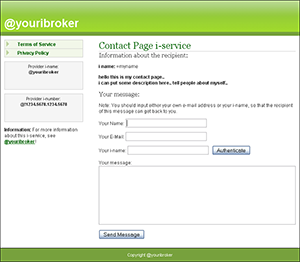 @youribroker
Terms of Service
Privacy Policy
Provider i-name:
@youribroker
Provider i-number:
@!1234.5678.1234.5678
Information: For more information
about this i-service, see
@youribroker!
Contact Page i-service
Information about the recipient:
i-name: =myname
hello this is my contact page..
i can put some description here.. tell people about myself..
Your message:
Note: You should input either your own e-mail address or your i-name, so that the recipient
of this message can get back to you.
Your Name:
Your E-Mail:
Your i-name:
Authenticate
Your message:
Send Message
Copyright @youribroker